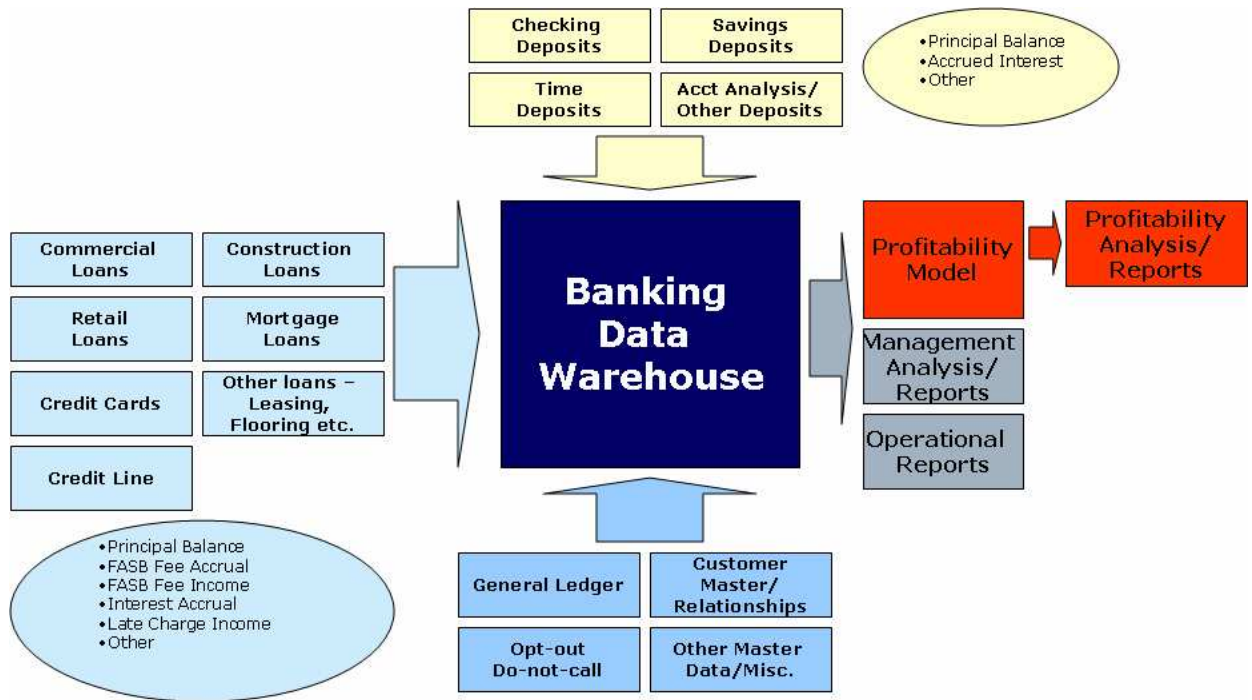 Checking
Deposits
Savings
Deposits
Time
Deposits
Acct Analysis/
Other Deposits
•Principal Balance
•Accrued Interest
•Other
Commercial
Loans
Construction
Loans
Retail
Loans
Mortgage
Loans
Credit Cards
Other loans –
Leasing,
Flooring etc.
Credit Line
•Principal Balance
•FASB Fee Accrual
•FASB Fee Income
•Interest Accrual
•Late Charge Income
•Other
Banking
Data
Warehouse
General Ledger
Customer
Master/
Relationships
Opt-out
Do-not-call
Other Master
Data/Misc.
Profitability
Model
Profitability
Analysis/
Reports
Management
Analysis/
Reports
Operational
Reports